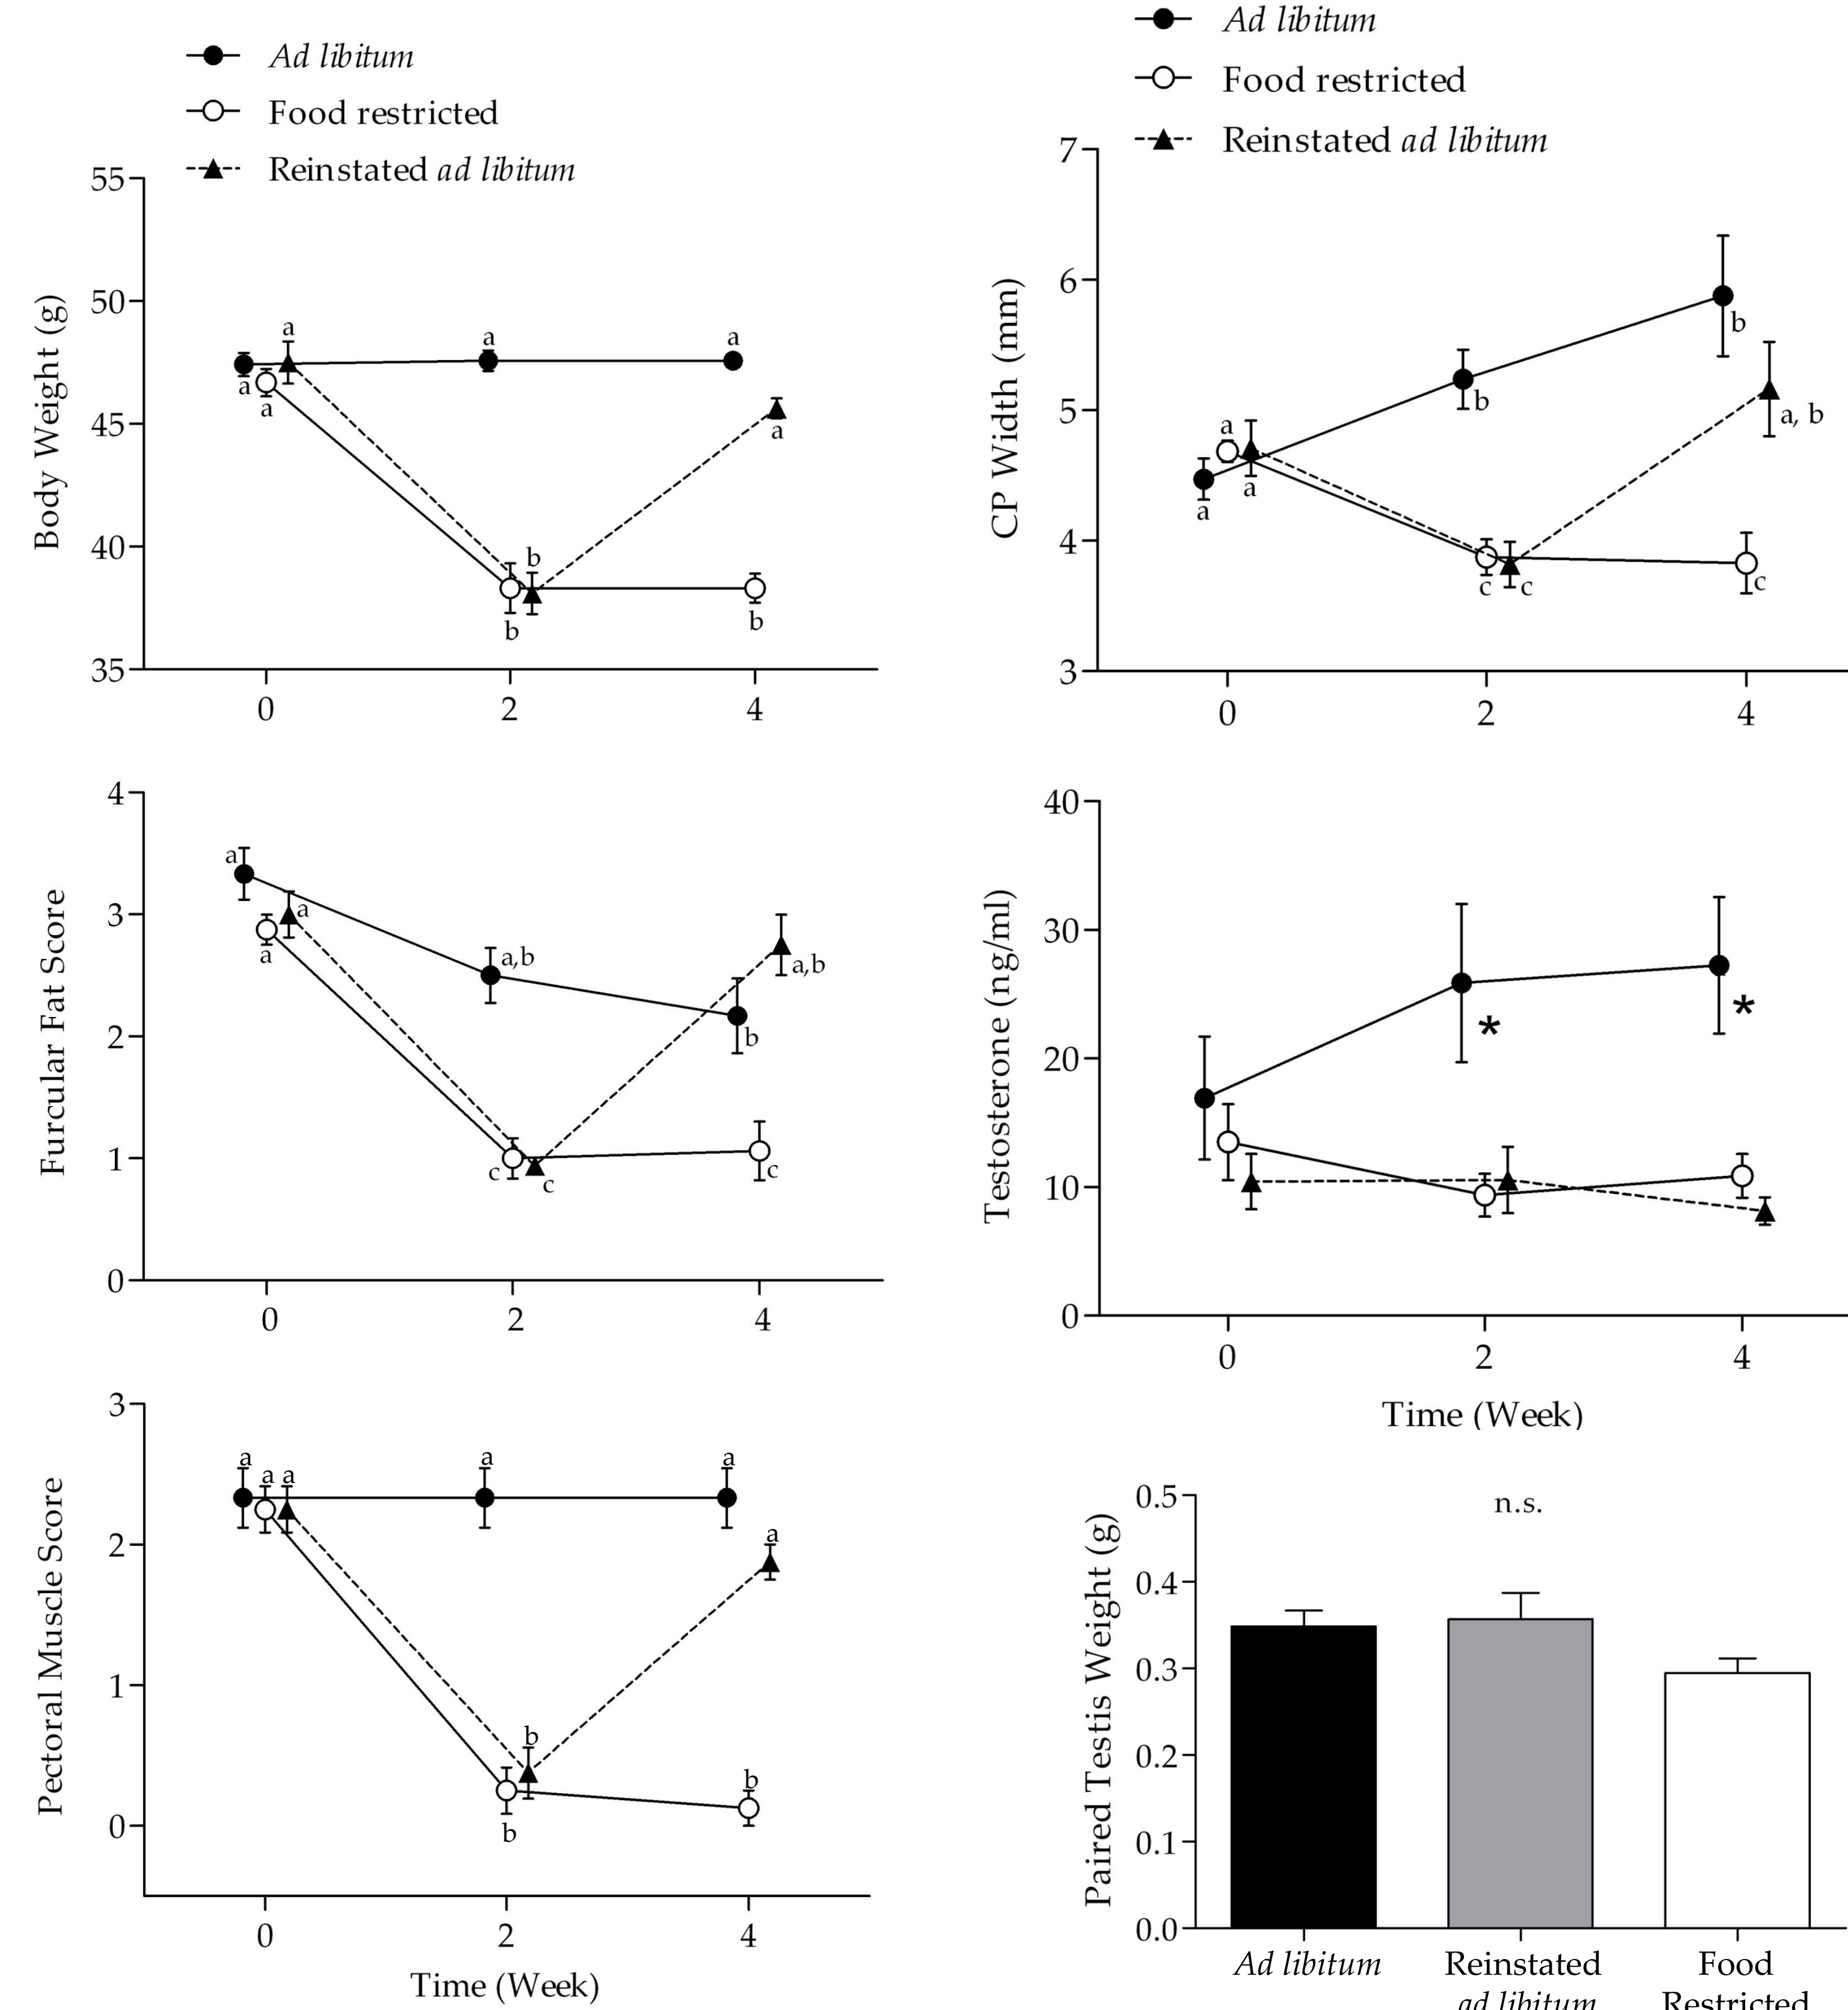 Ad libitum
Food restricted
Reinstated ad libitum
55
50
45
40
35
Body Weight (g)
a
a
a
a
a
b
b
b
a
0 2 4
Ad libitum
Food restricted
Reinstated ad libitum
7
6
5
4
3
CP Width (mm)
a
a
a
b
b
a, b
c
c
c
0 2 4
4
3
2
1
0
Furcular Fat Score
a
a
a
a,b
a,b
b
c
c
c
0 2 4
40
30
20
10
0
Testosterone (ng/ml)
*
*
0 2 4
Time (Week)
3
2
1
0
Pectoral Muscle Score
a
a
a
a
a
a
b
b
b
0 2 4
Time (Week)
0.5
0.4
0.3
0.2
0.1
0.0
Paired Testis Weight (g)
n.s.
Ad libitum
Reinstated
ad libitum
Food
Restricted